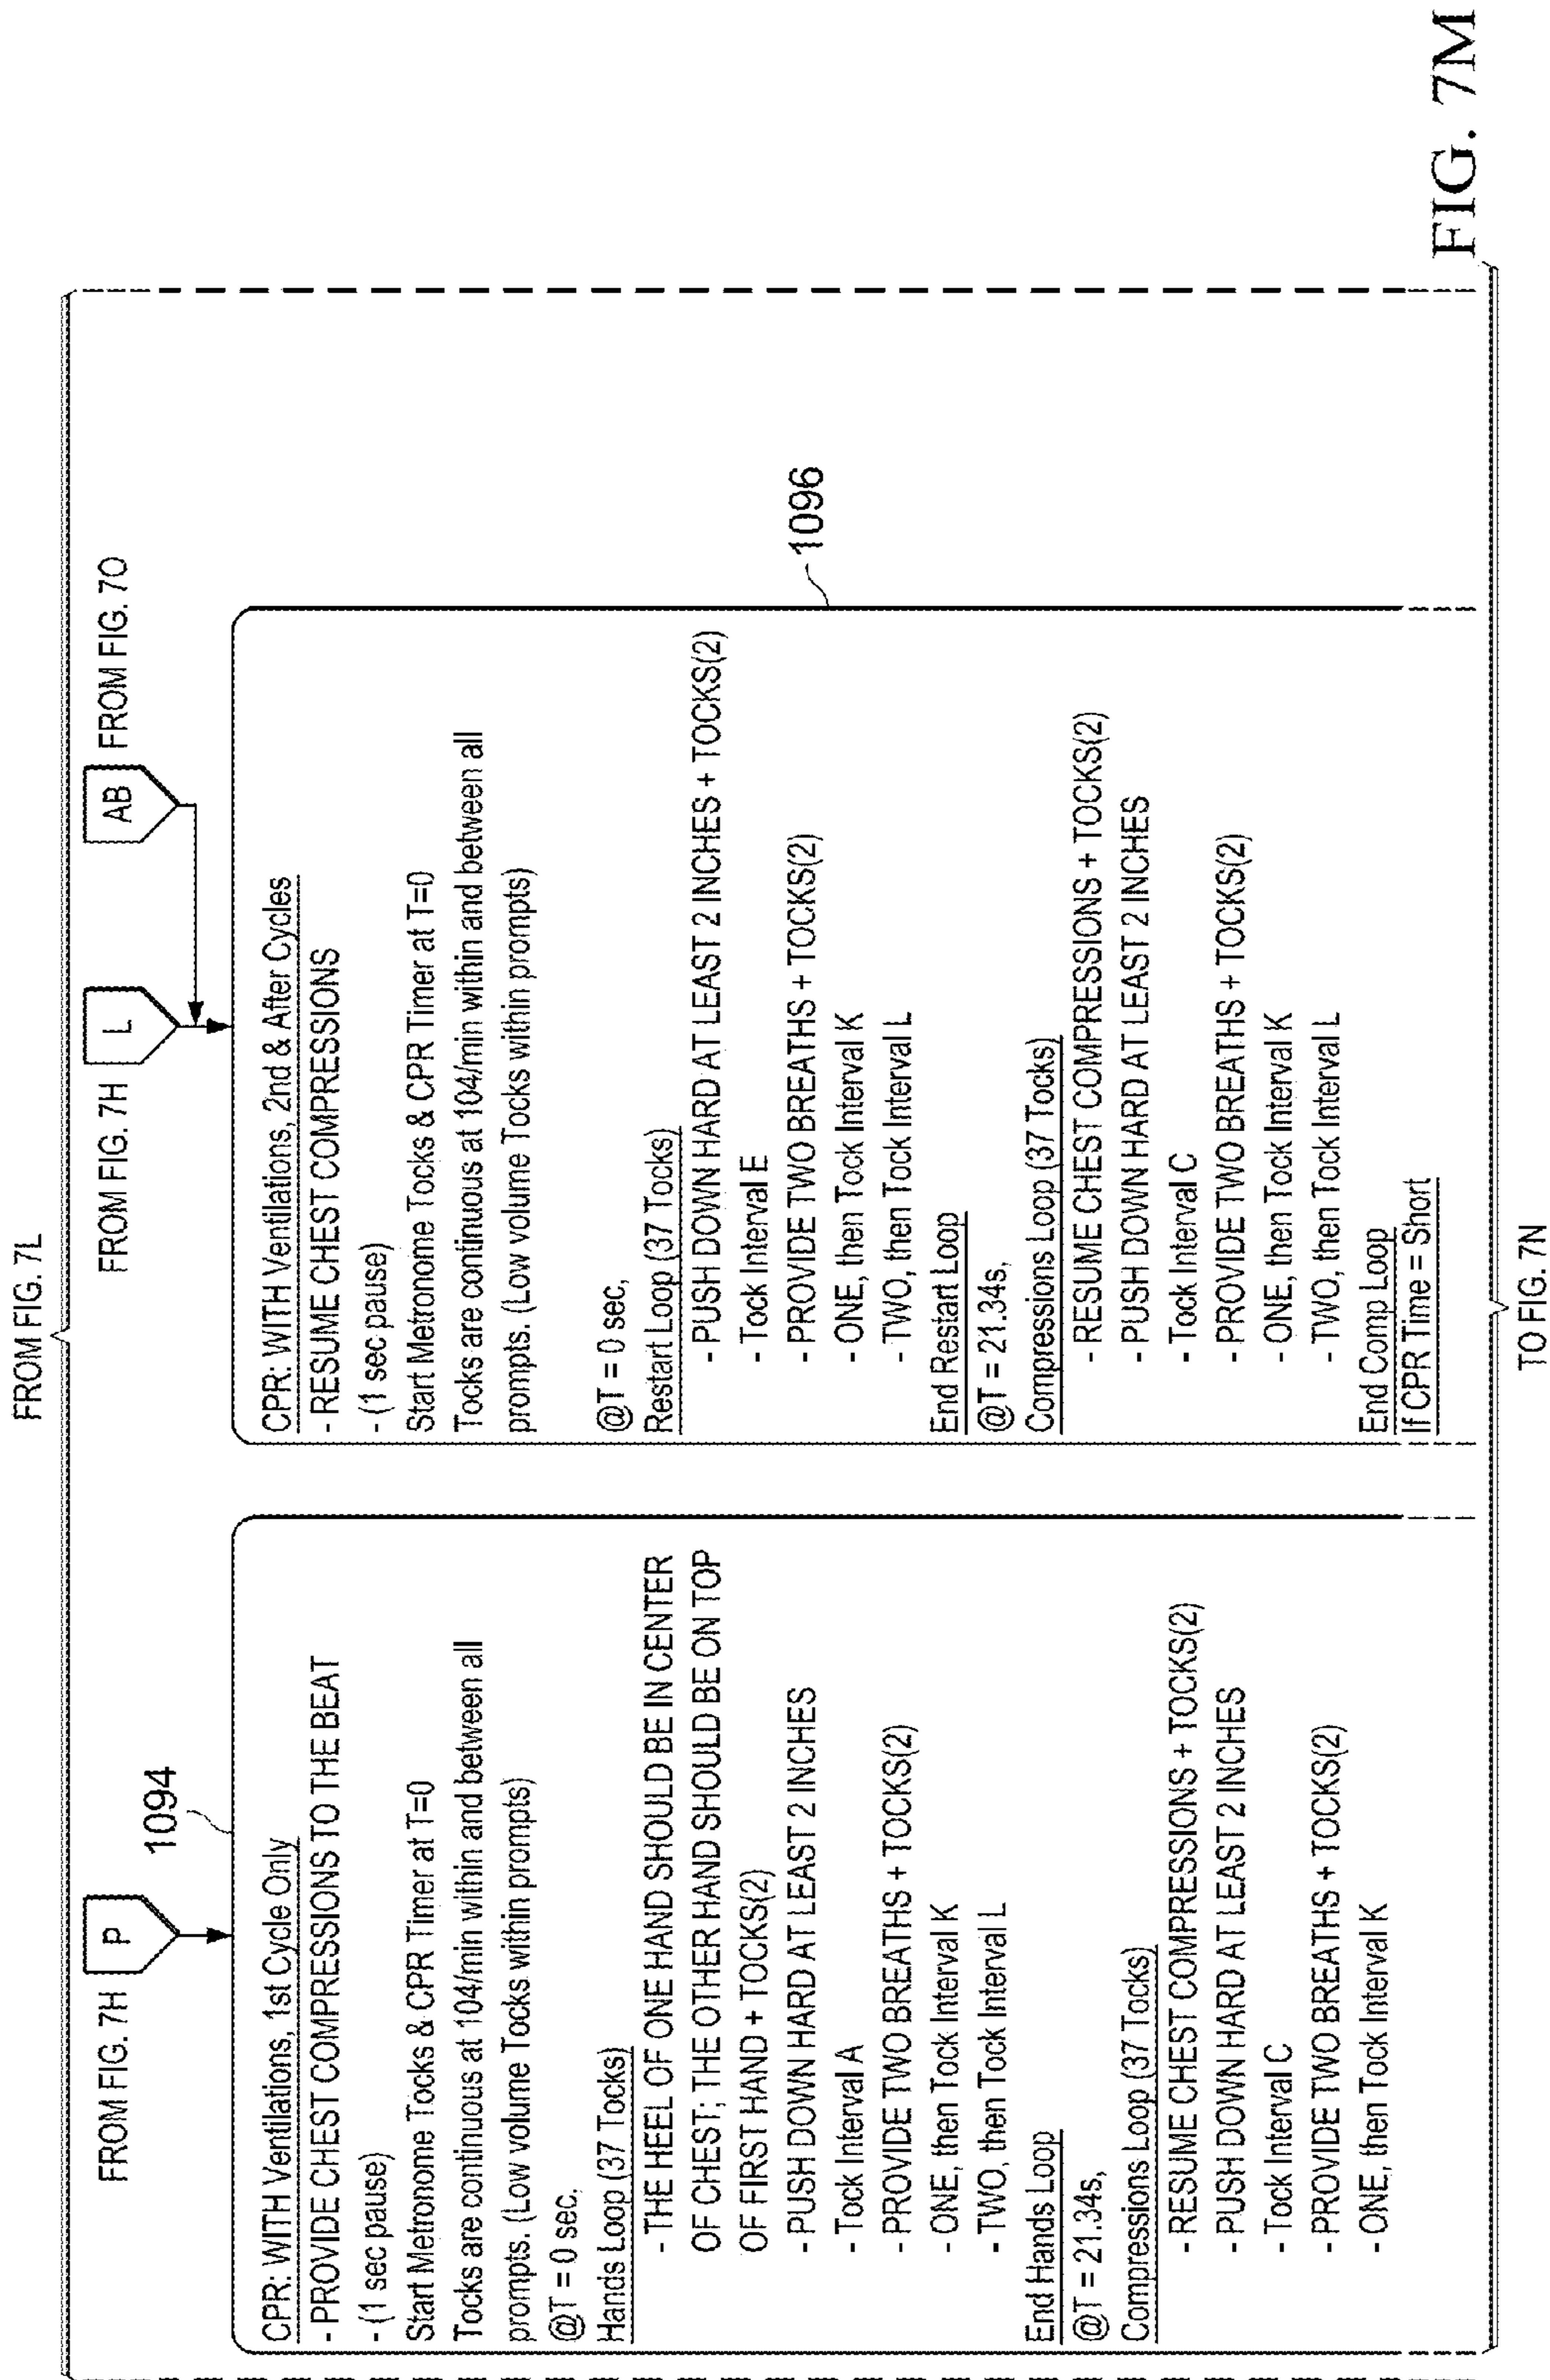 FROM FIG. 7L
FROM FIG. 7H
P
1094
CPR: WITH Ventilations, 1st Cycle Only
- PROVIDE CHEST COMPRESSIONS TO THE BEAT
- (1 sec pause)
Start Metronome Tocks & CPR Timer at T=0
Tocks are continuous at 104/min within and between all
prompts. (Low volume Tocks within prompts)
@T = 0 sec.
Hands Loop (37 Tocks)
- THE HEEL OF ONE HAND SHOULD BE IN CENTER
OF CHEST; THE OTHER HAND SHOULD BE ON TOP
OF FIRST HAND + TOCKS(2)
- PUSH DOWN HARD AT LEAST 2 INCHES
- Tock Interval A
- PROVIDE TWO BREATHS + TOCKS(2)
- ONE, then Tock Interval K
- TWO, then Tock Interval L
End Hands Loop
@T = 21.34s,
Compressions Loop (37 Tocks)
- RESUME CHEST COMPRESSIONS + TOCKS(2)
- PUSH DOWN HARD AT LEAST 2 INCHES
- Tock Interval C
- PROVIDE TWO BREATHS + TOCKS(2)
- ONE, then Tock Interval K
FROM FIG. 7H
L
AB
FROM FIG. 7O
CPR: WITH Ventilations, 2nd & After Cycles
- RESUME CHEST COMPRESSIONS
- (1 sec pause)
Start Metronome Tocks & CPR Timer at T=0
Tocks are continuous at 104/min within and between all
prompts. (Low volume Tocks within prompts)
@T = 0 sec,
Restart Loop (37 Tocks)
- PUSH DOWN HARD AT LEAST 2 INCHES + TOCKS(2)
- Tock Interval E
- PROVIDE TWO BREATHS + TOCKS(2)
- ONE, then Tock Interval K
- TWO, then Tock Interval L
End Restart Loop
@T = 21.34s,
Compressions Loop (37 Tocks)
- RESUME CHEST COMPRESSIONS + TOCKS(2)
- PUSH DOWN HARD AT LEAST 2 INCHES
- Tock Interval C
- PROVIDE TWO BREATHS + TOCKS(2)
- ONE, then Tock Interval K
- TWO, then Tock Interval L
End Comp Loop
If CPR Time = Short
1096
TO FIG. 7N
FIG. 7M